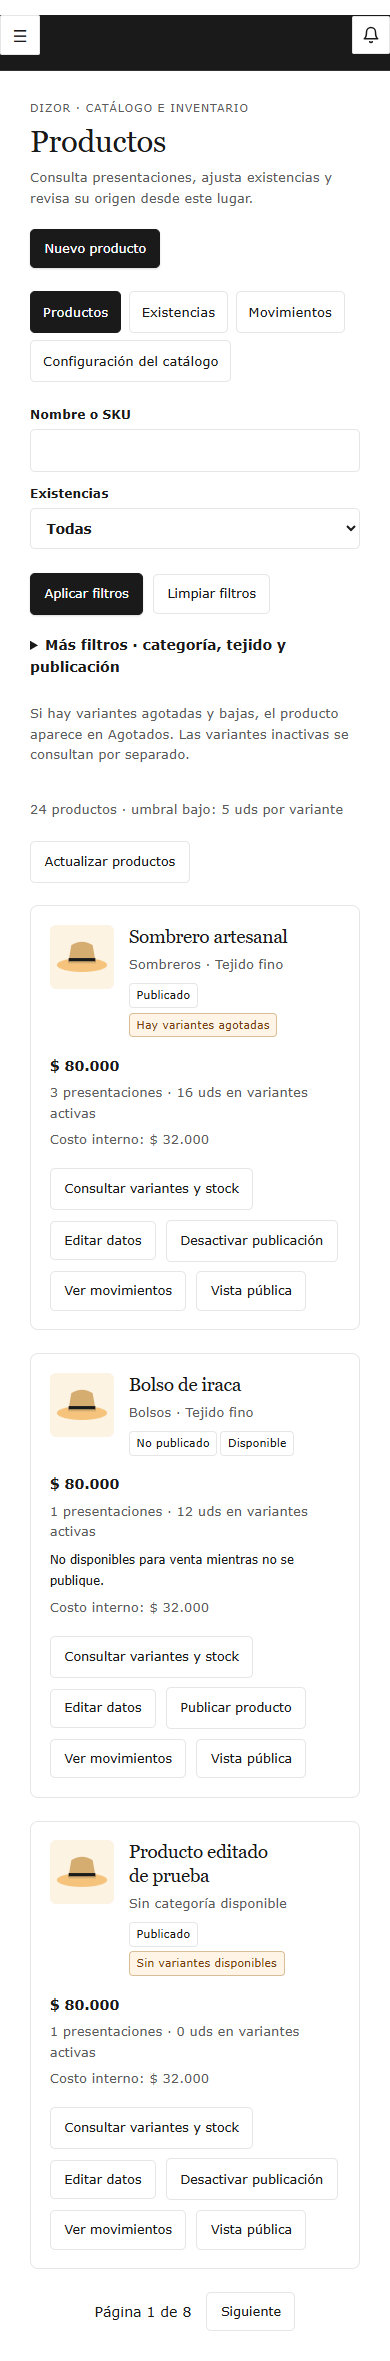 ☰
DIZOR · CATÁLOGO E INVENTARIO
Productos
Consulta presentaciones, ajusta existencias y
revisa su origen desde este lugar.
Nuevo producto
Productos
Existencias
Movimientos
Configuración del catálogo
Nombre o SKU
Existencias
Todas
Aplicar filtros
Limpiar filtros
Más filtros · categoría, tejido y
publicación
Si hay variantes agotadas y bajas, el producto
aparece en Agotados. Las variantes inactivas se
consultan por separado.
24 productos · umbral bajo: 5 uds por variante
Actualizar productos
Sombrero artesanal
Sombreros · Tejido fino
Publicado
Hay variantes agotadas
$ 80.000
3 presentaciones · 16 uds en variantes
activas
Costo interno: $ 32.000
Consultar variantes y stock
Editar datos
Desactivar publicación
Ver movimientos
Vista pública
Bolso de iraca
Bolsos · Tejido fino
No publicado
Disponible
$ 80.000
1 presentaciones · 12 uds en variantes
activas
No disponibles para venta mientras no se
publique.
Costo interno: $ 32.000
Consultar variantes y stock
Editar datos
Publicar producto
Ver movimientos
Vista pública
Producto editado
de prueba
Sin categoría disponible
Publicado
Sin variantes disponibles
$ 80.000
1 presentaciones · 0 uds en variantes
activas
Costo interno: $ 32.000
Consultar variantes y stock
Editar datos
Desactivar publicación
Ver movimientos
Vista pública
Página 1 de 8
Siguiente